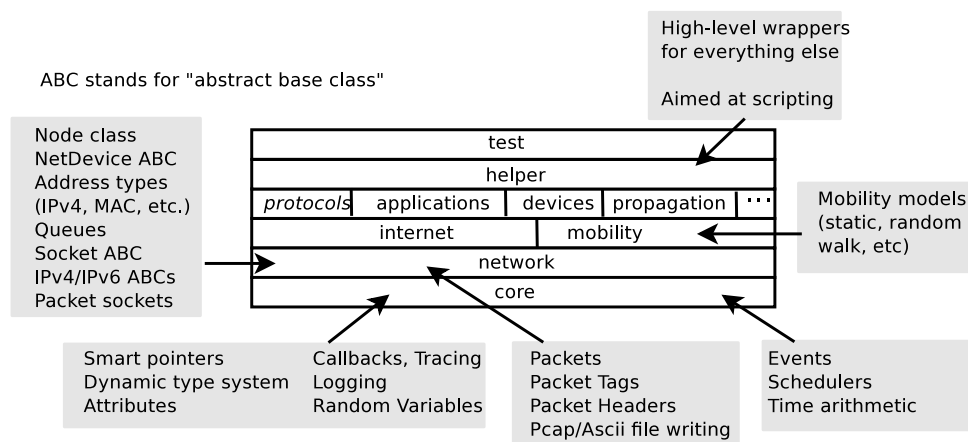 High-level wrappers
for everything else
Aimed at scripting
ABC stands for "abstract base class"
Node class
NetDevice ABC
Address types
(IPv4, MAC, etc.)
Queues
Socket ABC
IPv4/IPv6 ABCs
Packet sockets
test
helper
protocols applications devices propagation ...
internet mobility
network
core
Mobility models
(static, random
walk, etc)
Smart pointers
Dynamic type system
Attributes
Callbacks, Tracing
Logging
Random Variables
Packets
Packet Tags
Packet Headers
Pcap/Ascii file writing
Events
Schedulers
Time arithmetic